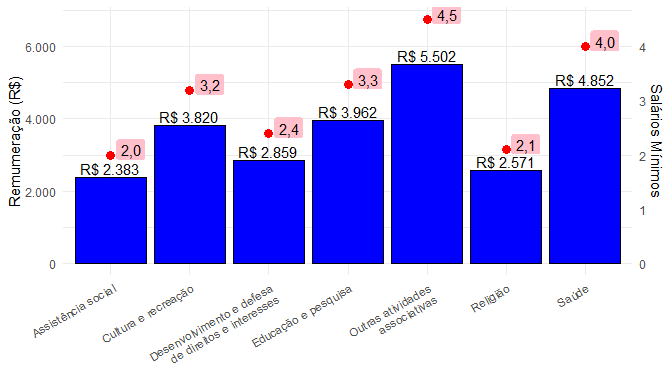 4,5
6.000
4,0
4
R$ 5.502
3,2
3,3
R$ 4.852
3
4.000
R$ 3.820
R$ 3.962
2,4
2,0
R$ 2.859
2,1
2
R$ 2.383
R$ 2.571
2.000
1
0
0
Remumeração (R$)
Salários Mínimos
Assistência social
Cultura e recreação
Desenvolvimento e defesa
de direitos e interesses
Educação e pesquisa
Outras atividades
associativas
Religião
Saúde